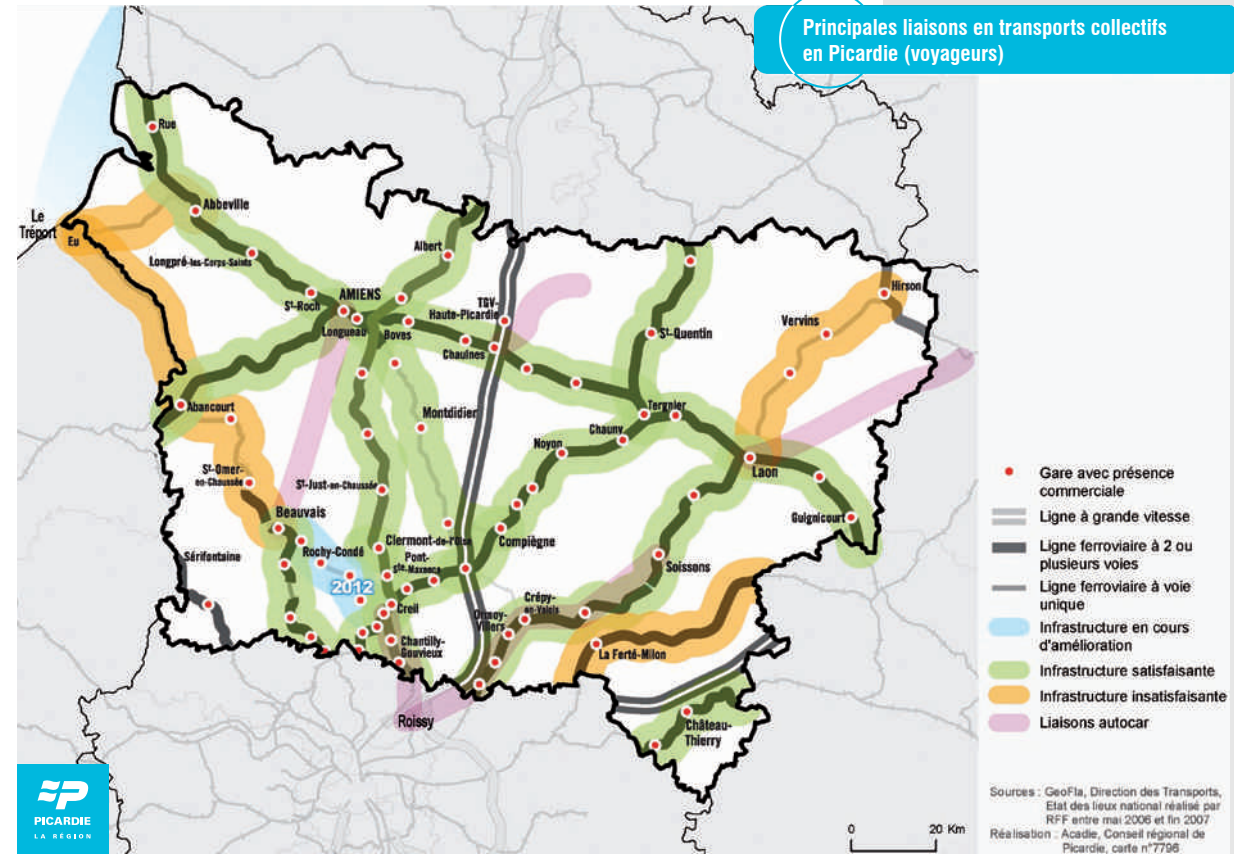 Principales liaisons en transports collectifs
en Picardie (voyageurs)
Rue
Abbeville
Le
Tréport
Eu
Longpré-les-Corps-Saints
Albert
AMIENS
St-Roch
Longueau
Boves
TGV-
Haute-Picardie
Chaulnes
St-Quentin
Hirson
Vervins
Abancourt
Montdidier
Tergnier
Chauny
Noyon
Laon
St-Omer-
en-Chaussée
St-Just-en-Chaussée
Guignicourt
Beauvais
Rochy-Condé
Clermont-de-l'oise
Compiègne
Sérifontaine
Pont-
ste-Maxence
2012
Soissons
Creil
Crépy-
en-Valois
Ormoy-
Villers
Chantilly-
Gouvieux
La Ferté-Milon
Roissy
Château-
Thierry
Gare avec présence
commerciale
Ligne à grande vitesse
Ligne ferroviaire à 2 ou
plusieurs voies
Ligne ferroviaire à voie
unique
Infrastructure en cours
d'amélioration
Infrastructure satisfaisante
Infrastructure insatisfaisante
Liaisons autocar
Sources : GeoFla, Direction des Transports,
Etat des lieux national réalisé par
RFF entre mai 2006 et fin 2007
Réalisation : Acadie, Conseil régional de
Picardie, carte n°7796
0 20 Km
PICARDIE
LA RÉGION